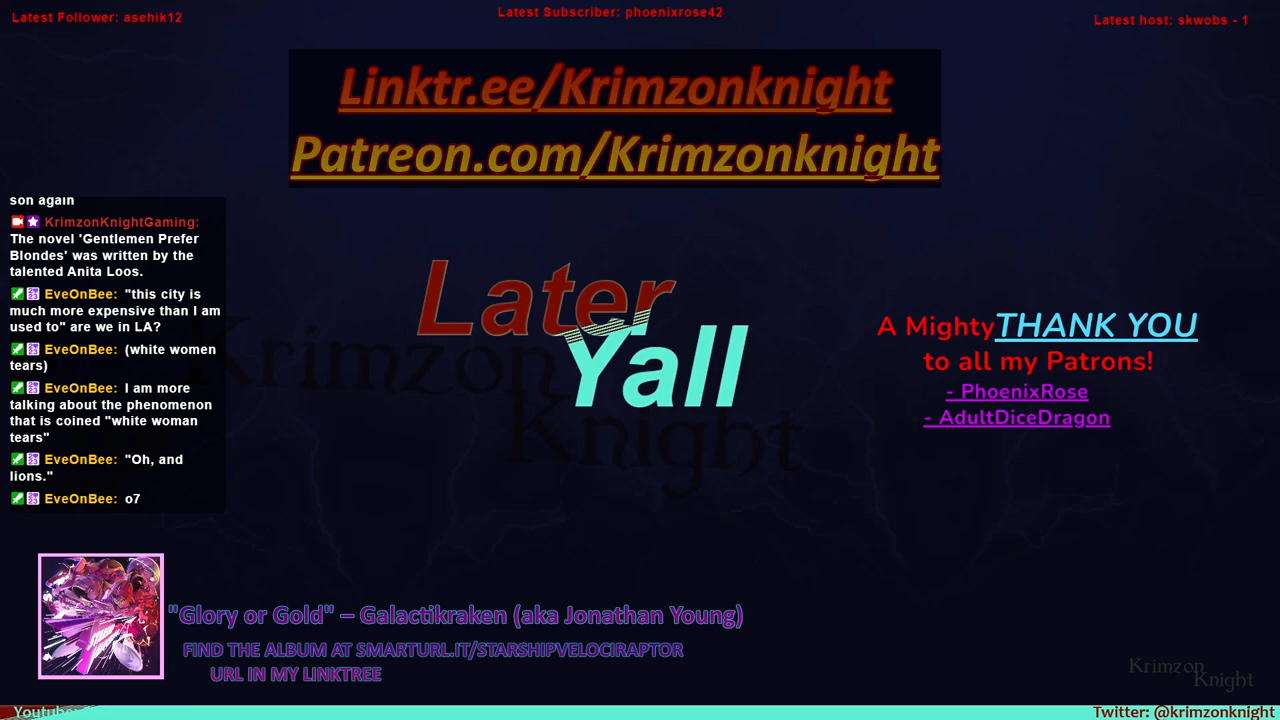 Latest Follower: asehik12
Latest Subscriber: phoenixrose42
Latest host: skwobs - 1
Linktr.ee/Krimzonknight
Patreon.com/Krimzonknight
son again
KrimzonKnightGaming:
The novel 'Gentlemen Prefer
Blondes' was written by the
talented Anita Loos.
EveOnBee: "this city is
much more expensive than I am
used to" are we in LA?
EveOnBee: (white women
tears)
EveOnBee: I am more
talking about the phenomenon
that is coined "white woman
tears"
EveOnBee: "Oh, and
lions."
EveOnBee: o7
Later
Yall
Krimzon
Knight
A Mighty THANK YOU
to all my Patrons!
- PhoenixRose
- AdultDiceDragon
"Glory or Gold" – Galactikraken (aka Jonathan Young)
FIND THE ALBUM AT SMARTURL.IT/STARSHIPVELOCIRAPTOR
URL IN MY LINKTREE
Krimzon
Knight
Twitter: @krimzonknight